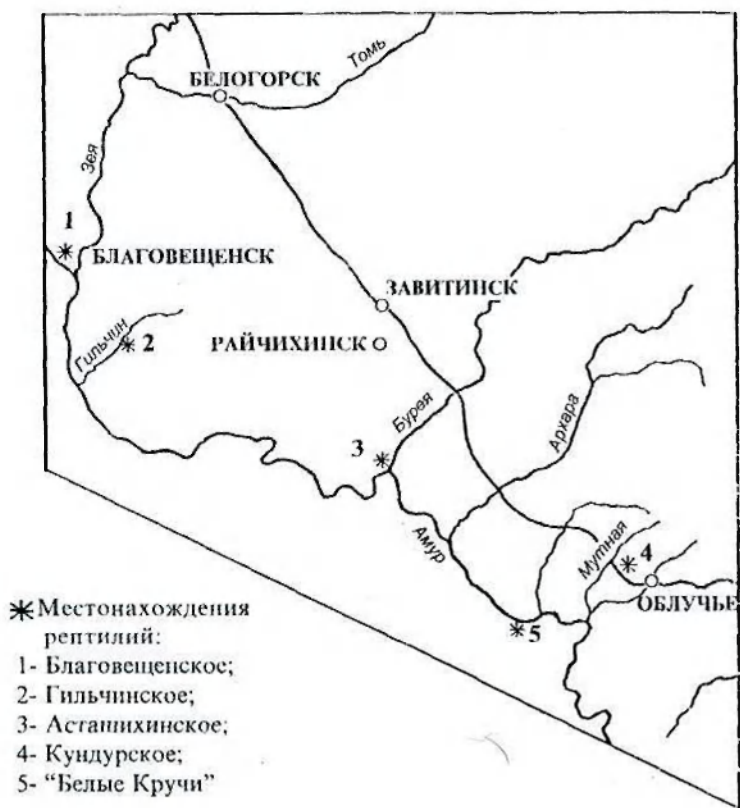 Томь
БЕЛОГОРСК
Зея
1
БЛАГОВЕЩЕНСК
ЗАВИТИНСК
Гильчин
2
РАЙЧИХИНСК
Бурея
Архара
3
Амур
Мутная
4
ОБЛУЧЬЕ
5
Местонахождения
рептилий:
1- Благовещенское;
2- Гильчинское;
3- Асташихинское;
4- Кундурское;
5- "Белые Кручи"